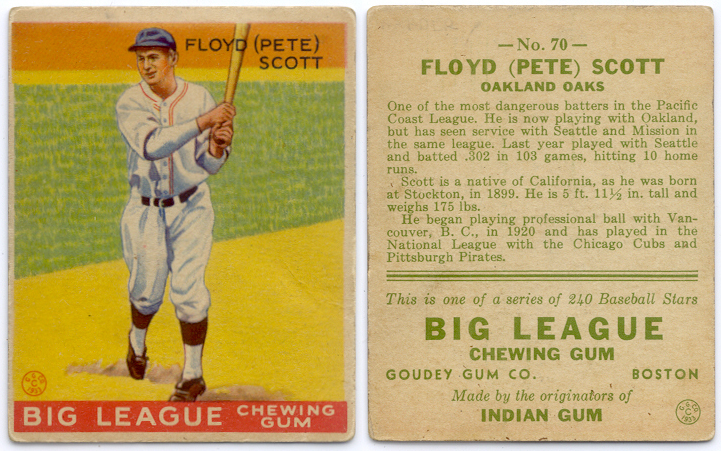 FLOYD (PETE)
SCOTT
BIG LEAGUE CHEWING
GUM
—No. 70—
FLOYD (PETE) SCOTT
OAKLAND OAKS
One of the most dangerous batters in the Pacific
Coast League. He is now playing with Oakland,
but has seen service with Seattle and Mission in
the same league. Last year played with Seattle
and batted .302 in 103 games, hitting 10 home
runs.
Scott is a native of California, as he was born
at Stockton, in 1899. He is 5 ft. 11½ in. tall and
weighs 175 lbs.
He began playing professional ball with Van-
couver, B. C., in 1920 and has played in the
National League with the Chicago Cubs and
Pittsburgh Pirates.
This is one of a series of 240 Baseball Stars
BIG LEAGUE
CHEWING GUM
GOUDEY GUM CO. BOSTON
Made by the originators of
INDIAN GUM